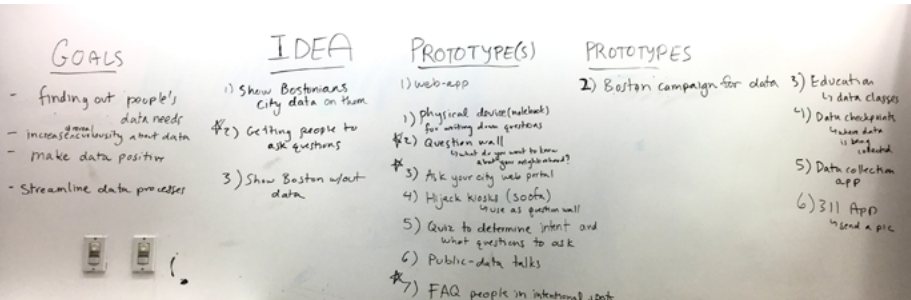 GOALS
- finding out people's
data needs
- increase curiosity about data
- make data positive
- Streamline data processes
IDEA
1) Show Bostonians
City data on them
2) Getting people to
ask questions
3) Show Boston w/out
data
PROTOTYPE(S)
1) web-app
1) Physical device (notebook)
for writing down questions
2) Question wall
↳ what do you want to know
about your neighborhood?
3) Ask your city web portal
4) Hijack kiosks (soofa)
↳ use as question wall
5) Quiz to determine intent and
what questions to ask
6) Public-data talks
7) FAQ people in intentional
PROTOTYPES
2) Boston campaign for data
3) Education
↳ data classes
4) Data checkpoints
↳ where data
is being
collected
5) Data collection
app
6) 311 App
↳ send a pic